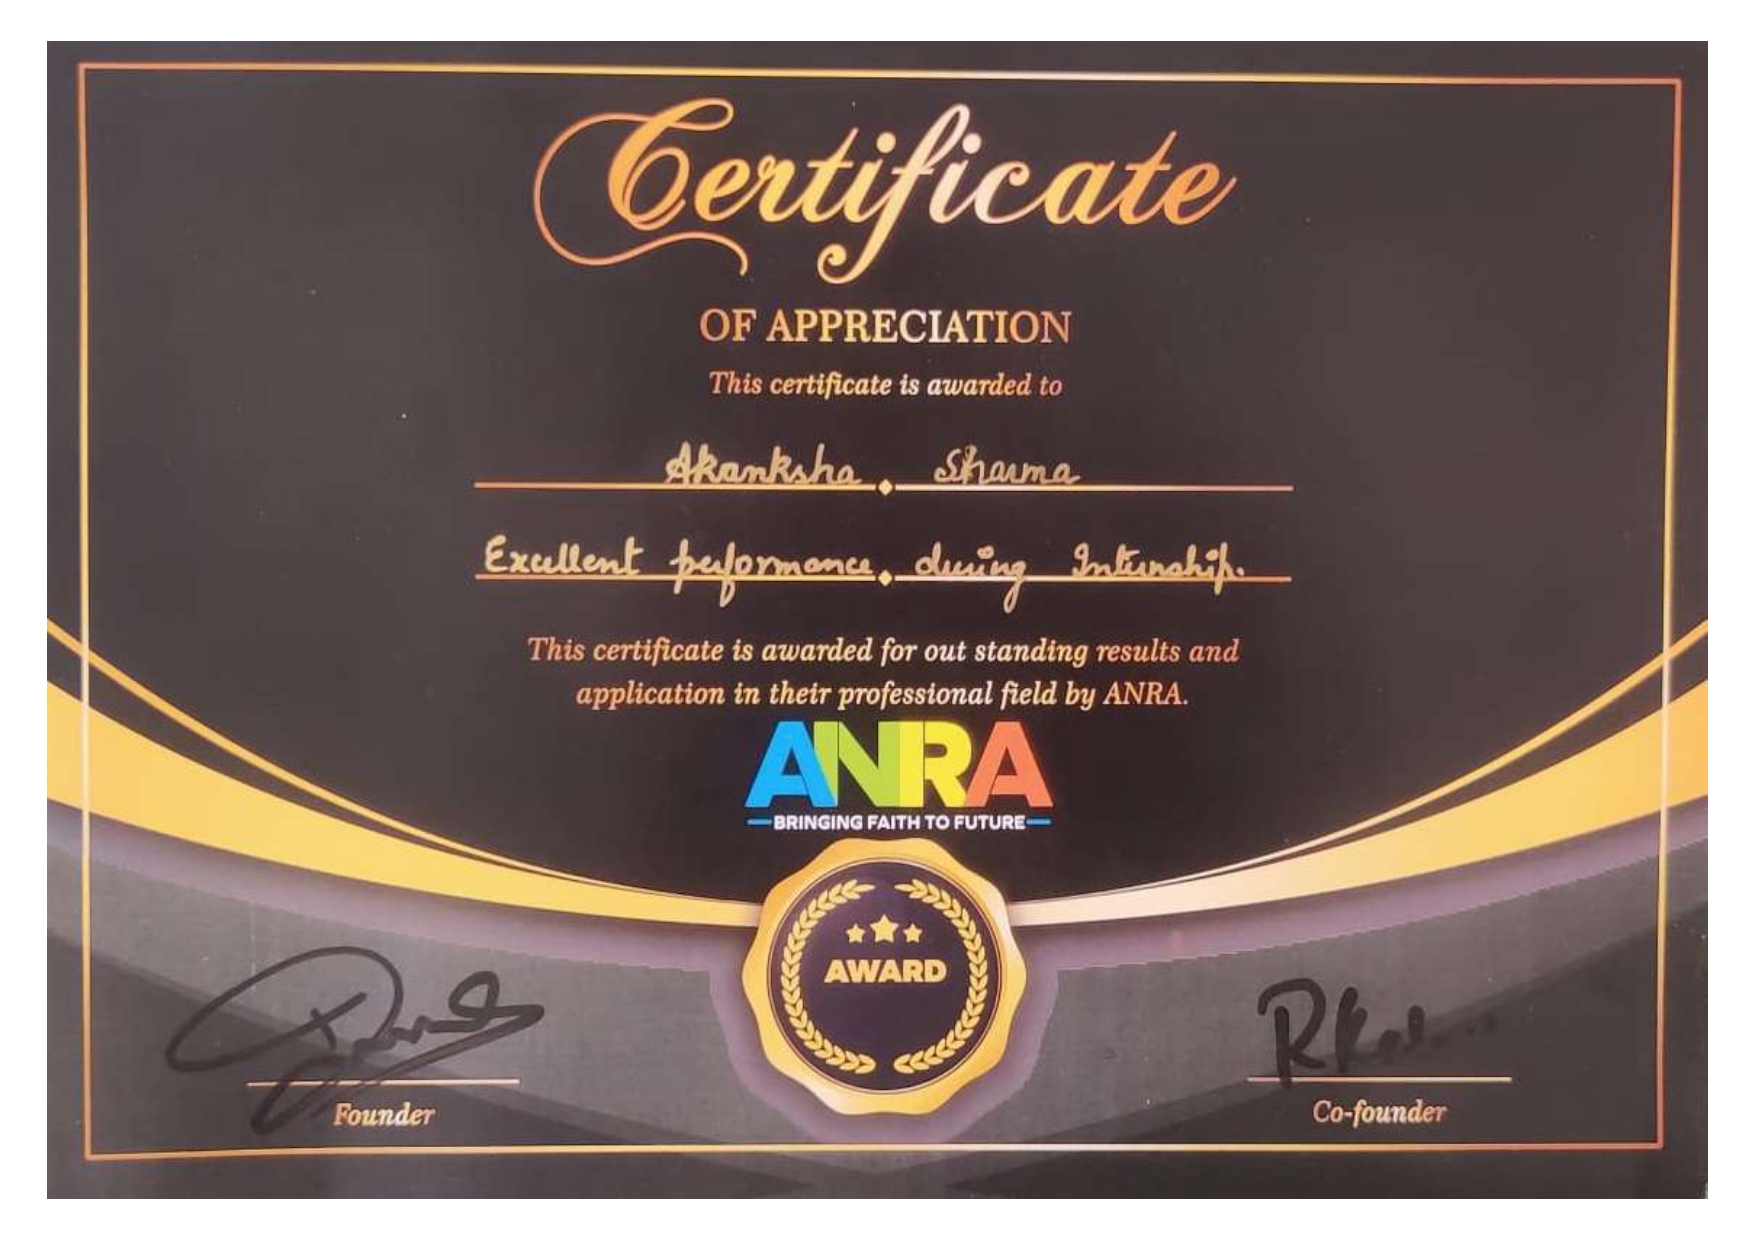 Certificate
OF APPRECIATION
This certificate is awarded to
Akanksha Sharma
Excellent performance during Internship.
This certificate is awarded for out standing results and
application in their professional field by ANRA.
ANRA
BRINGING FAITH TO FUTURE
AWARD
Founder
Co-founder